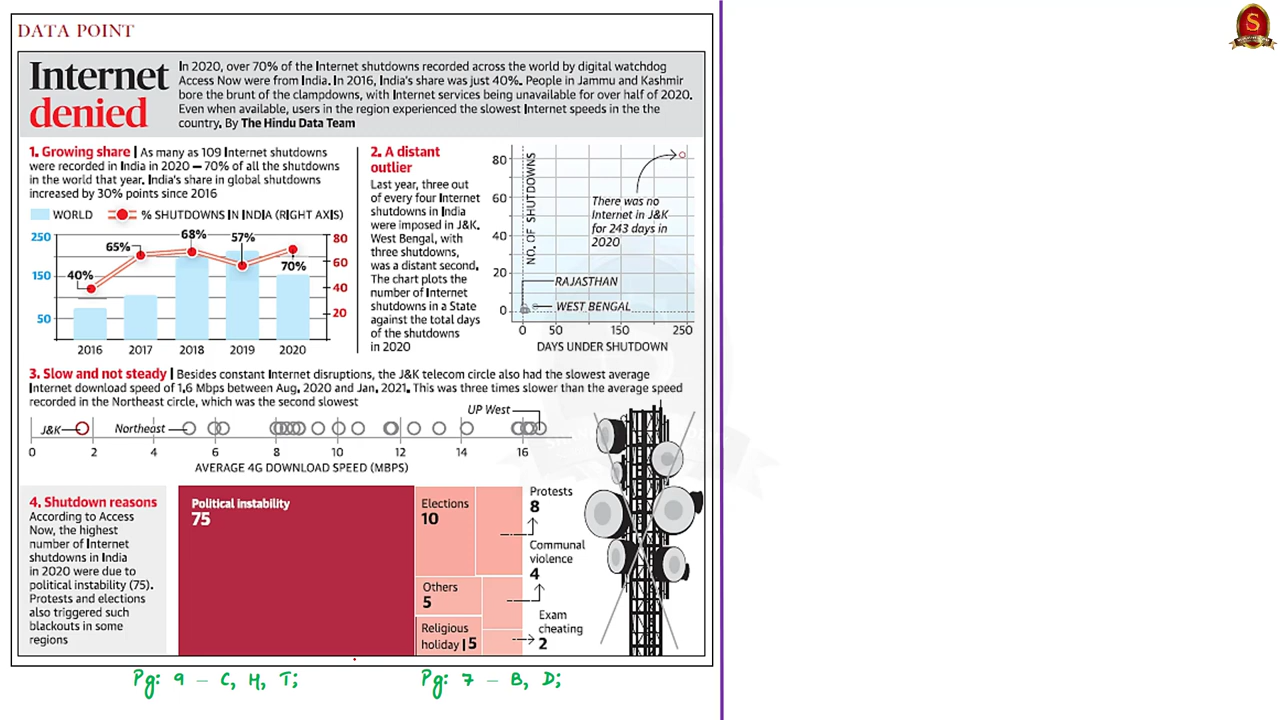 DATA POINT
Internet
denied
In 2020, over 70% of the Internet shutdowns recorded across the world by digital watchdog
Access Now were from India. In 2016, India's share was just 40%. People in Jammu and Kashmir
bore the brunt of the clampdowns, with Internet services being unavailable for over half of 2020.
Even when available, users in the region experienced the slowest Internet speeds in the the
country. By The Hindu Data Team
1. Growing share | As many as 109 Internet shutdowns
were recorded in India in 2020 — 70% of all the shutdowns
in the world that year. India's share in global shutdowns
increased by 30% points since 2016
WORLD
% SHUTDOWNS IN INDIA (RIGHT AXIS)
250
150
50
80
60
40
20
40%
65%
68%
57%
70%
2016 2017 2018 2019 2020
2. A distant
outlier
Last year, three out
of every four Internet
shutdowns in India
were imposed in J&K.
West Bengal, with
three shutdowns,
was a distant second.
The chart plots the
number of Internet
shutdowns in a State
against the total days
of the shutdowns
in 2020
80
60
40
20
0
NO. OF SHUTDOWNS
There was no
Internet in J&K
for 243 days in
2020
RAJASTHAN
WEST BENGAL
0 50 150 150 250
DAYS UNDER SHUTDOWN
3. Slow and not steady | Besides constant Internet disruptions, the J&K telecom circle also had the slowest average
Internet download speed of 1.6 Mbps between Aug. 2020 and Jan. 2021. This was three times slower than the average speed
recorded in the Northeast circle, which was the second slowest
J&K
Northeast
UP West
0 2 4 6 8 10 12 14 16
AVERAGE 4G DOWNLOAD SPEED (MBPS)
4. Shutdown reasons
According to Access
Now, the highest
number of Internet
shutdowns in India
in 2020 were due to
political instability (75).
Protests and elections
also triggered such
blackouts in some
regions
Political instability
75
Elections
10
Others
5
Religious
holiday | 5
Protests
8
Communal
violence
4
Exam
cheating
2
Pg: 9 – C, H, T;
Pg: 7 – B, D;
S